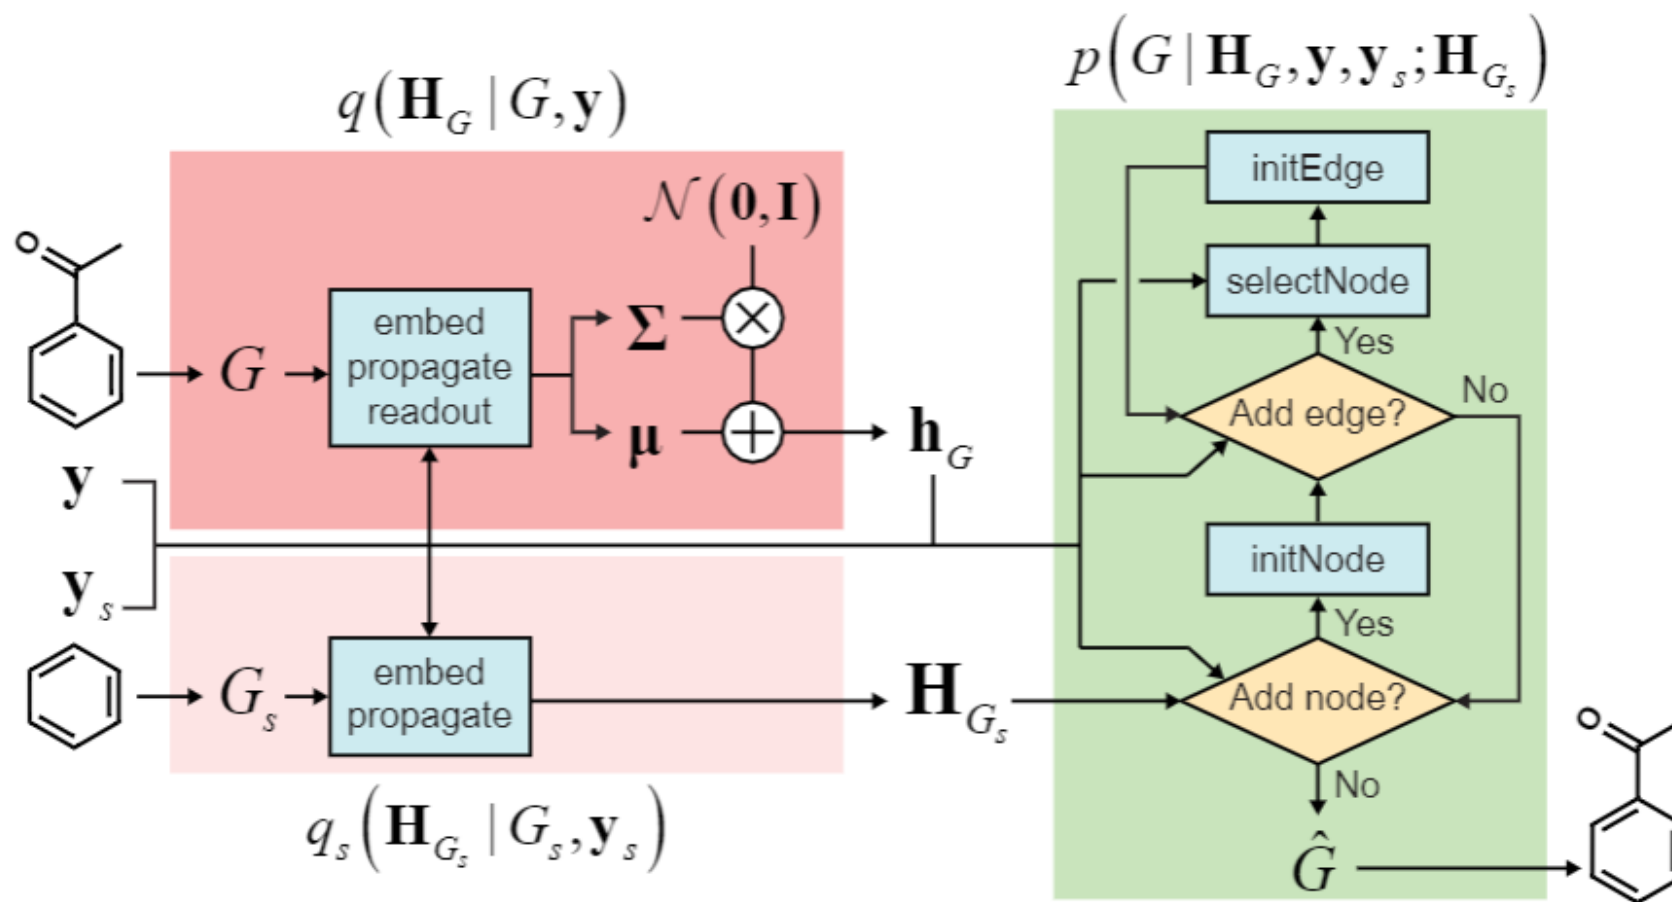 q(H_G | G, y)
p(G | H_G, y, y_s; H_{G_s})
N(0, I)
O
embed
propagate
readout
G
Σ
×
μ
+
h_G
y
y_s
G_s
embed
propagate
H_{G_s}
q_s(H_{G_s} | G_s, y_s)
initEdge
selectNode
Yes
Add edge?
No
initNode
Yes
Add node?
No
Ĝ
O